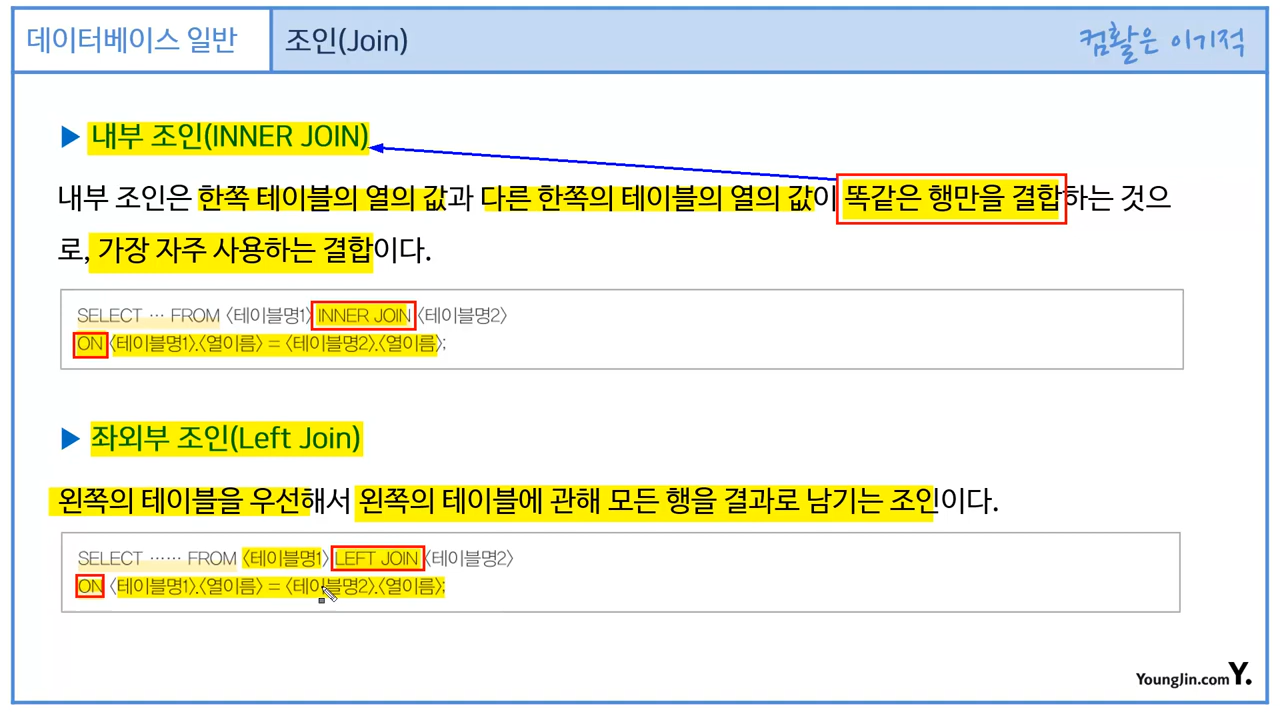 데이터베이스 일반
조인(Join)
컴활은 이기적
▶ 내부 조인(INNER JOIN)
내부 조인은 한쪽 테이블의 열의 값과 다른 한쪽의 테이블의 열의 값이 똑같은 행만을 결합하는 것으
로, 가장 자주 사용하는 결합이다.
SELECT … FROM 〈테이블명1〉 INNER JOIN 〈테이블명2〉
ON 〈테이블명1〉.〈열이름〉 = 〈테이블명2〉.〈열이름〉;
▶ 좌외부 조인(Left Join)
왼쪽의 테이블을 우선해서 왼쪽의 테이블에 관해 모든 행을 결과로 남기는 조인이다.
SELECT …… FROM 〈테이블명1〉 LEFT JOIN 〈테이블명2〉
ON 〈테이블명1〉.〈열이름〉 = 〈테이블명2〉.〈열이름〉;
YoungJin.com Y.